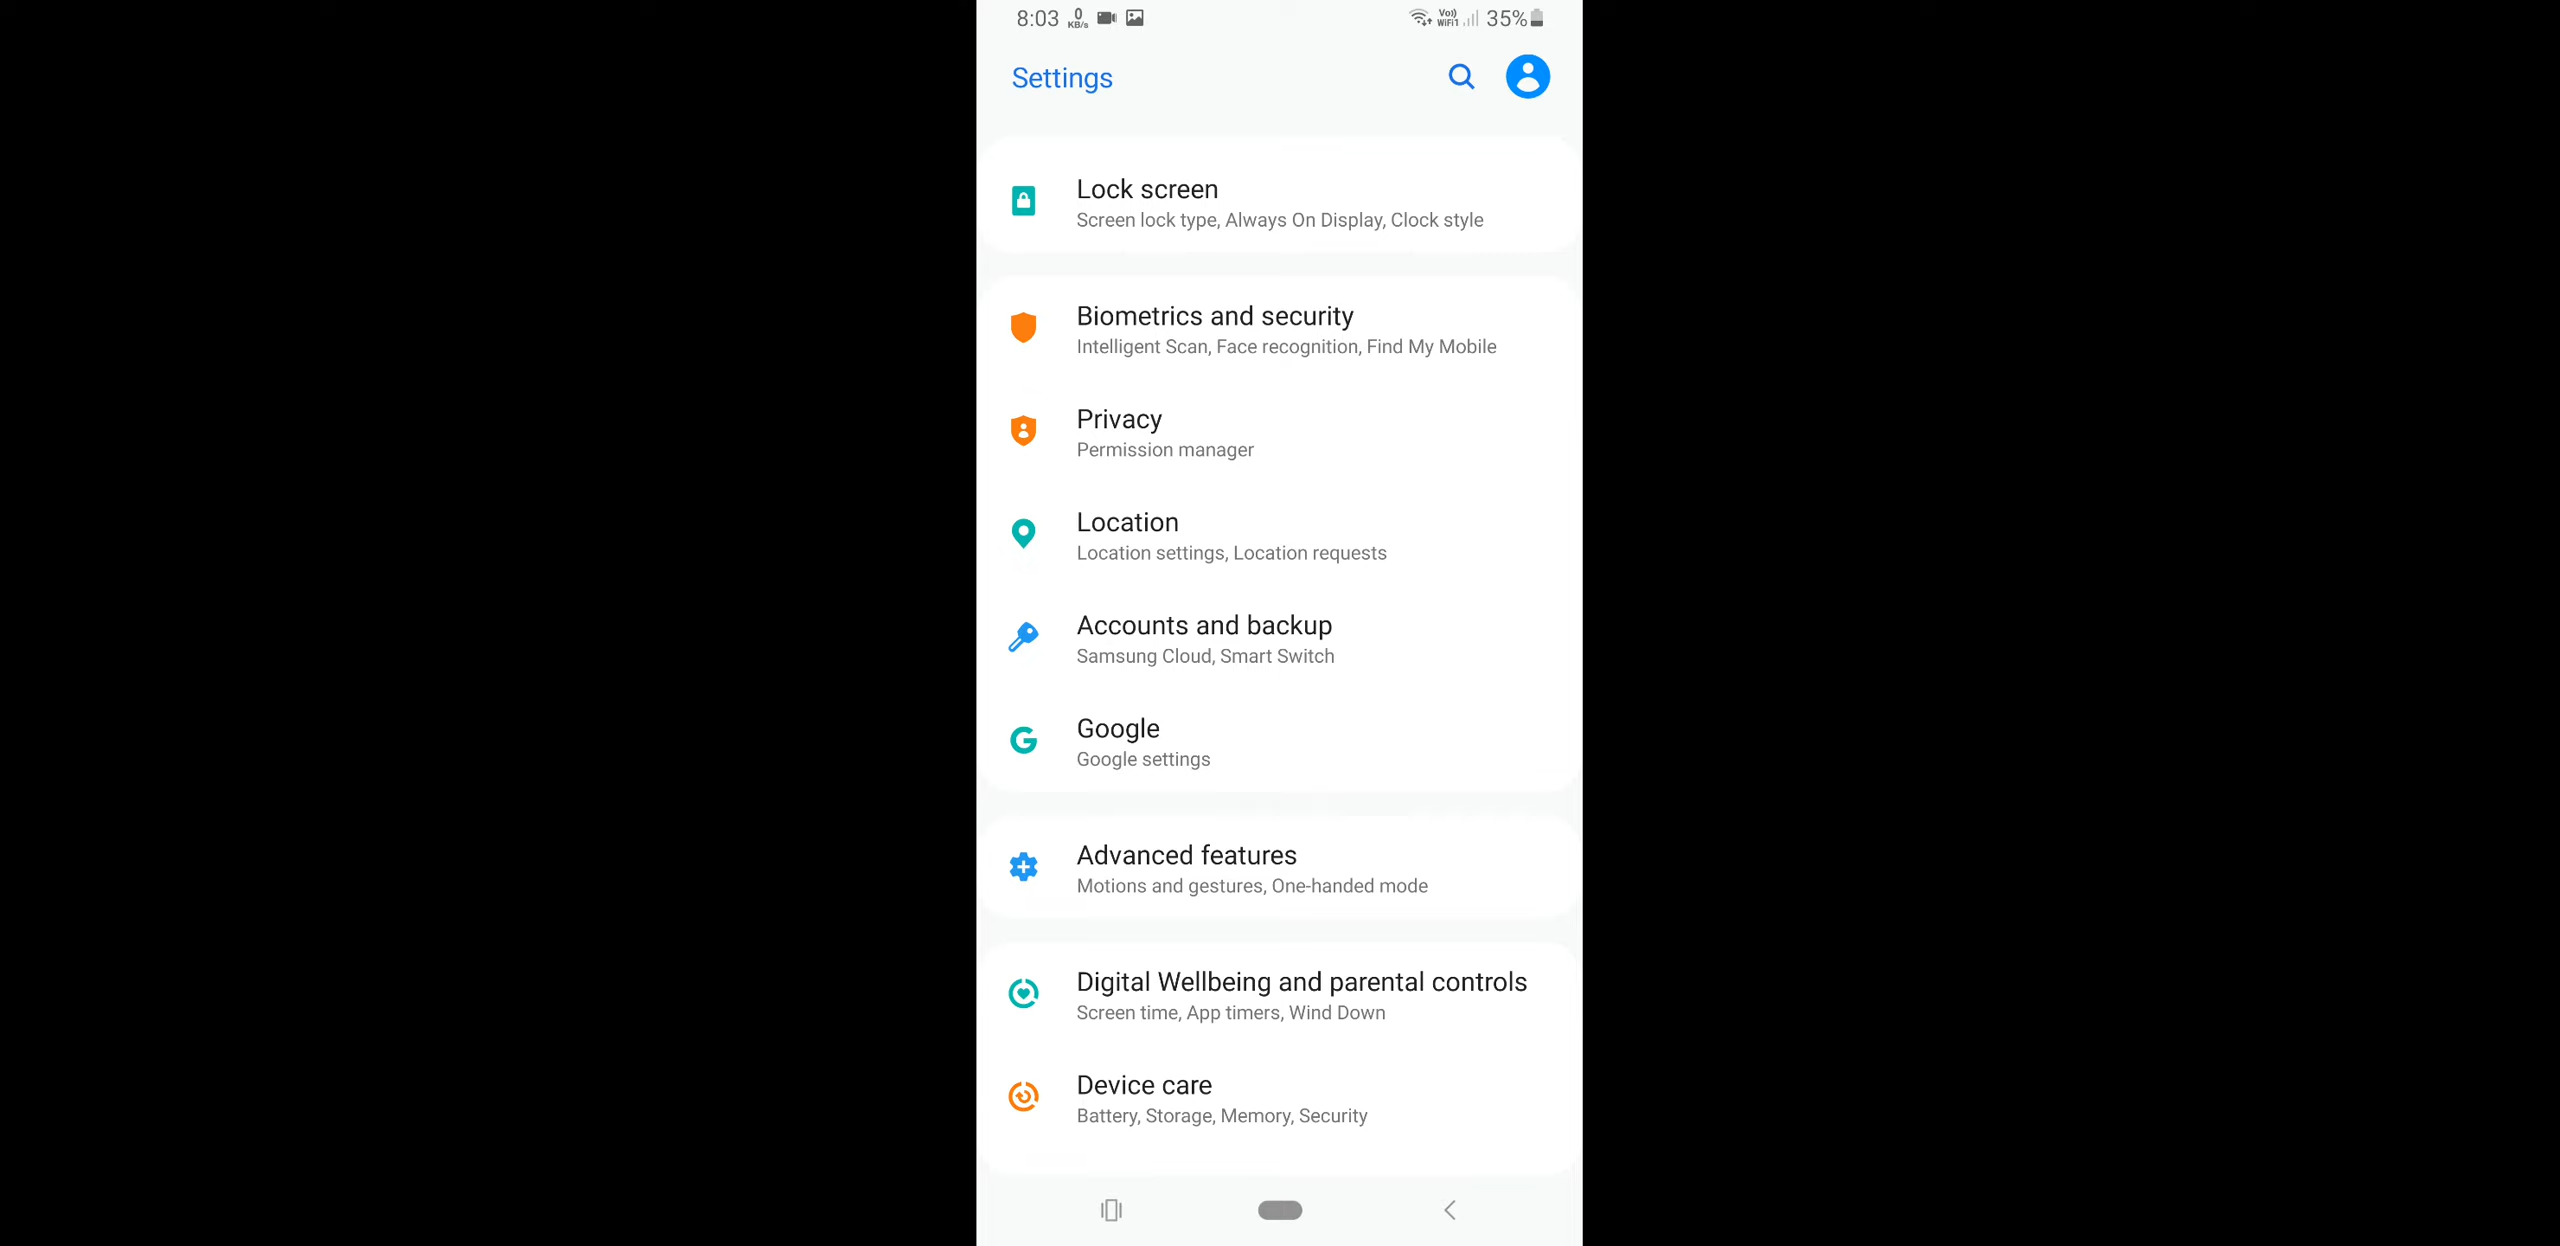 8:03 0 KB/s Vo)) WiFi1 35%
Settings
Lock screen
Screen lock type, Always On Display, Clock style
Biometrics and security
Intelligent Scan, Face recognition, Find My Mobile
Privacy
Permission manager
Location
Location settings, Location requests
Accounts and backup
Samsung Cloud, Smart Switch
Google
Google settings
Advanced features
Motions and gestures, One-handed mode
Digital Wellbeing and parental controls
Screen time, App timers, Wind Down
Device care
Battery, Storage, Memory, Security